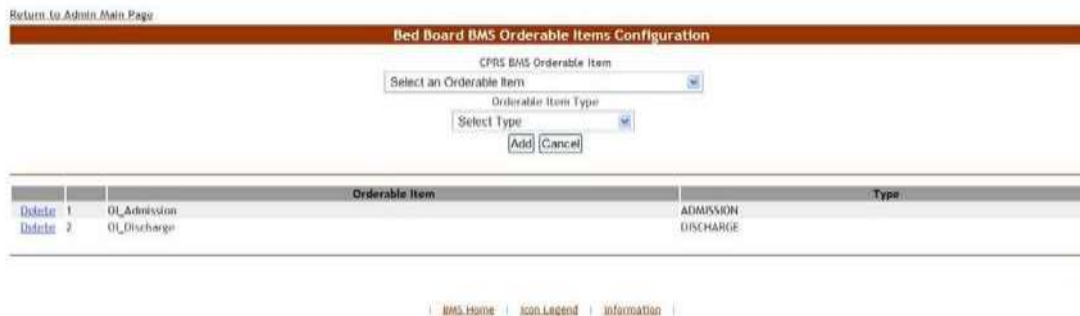 Return to Admin Main Page
Bed Board BMS Orderable Items Configuration
CPRS BMS Orderable Item
Select an Orderable Item
Orderable Item Type
Select Type
Add Cancel
Orderable Item Type
Delete 1 OI_Admission ADMISSION
Delete 2 OI_Discharge DISCHARGE
| BMS Home | Icon Legend | Information |